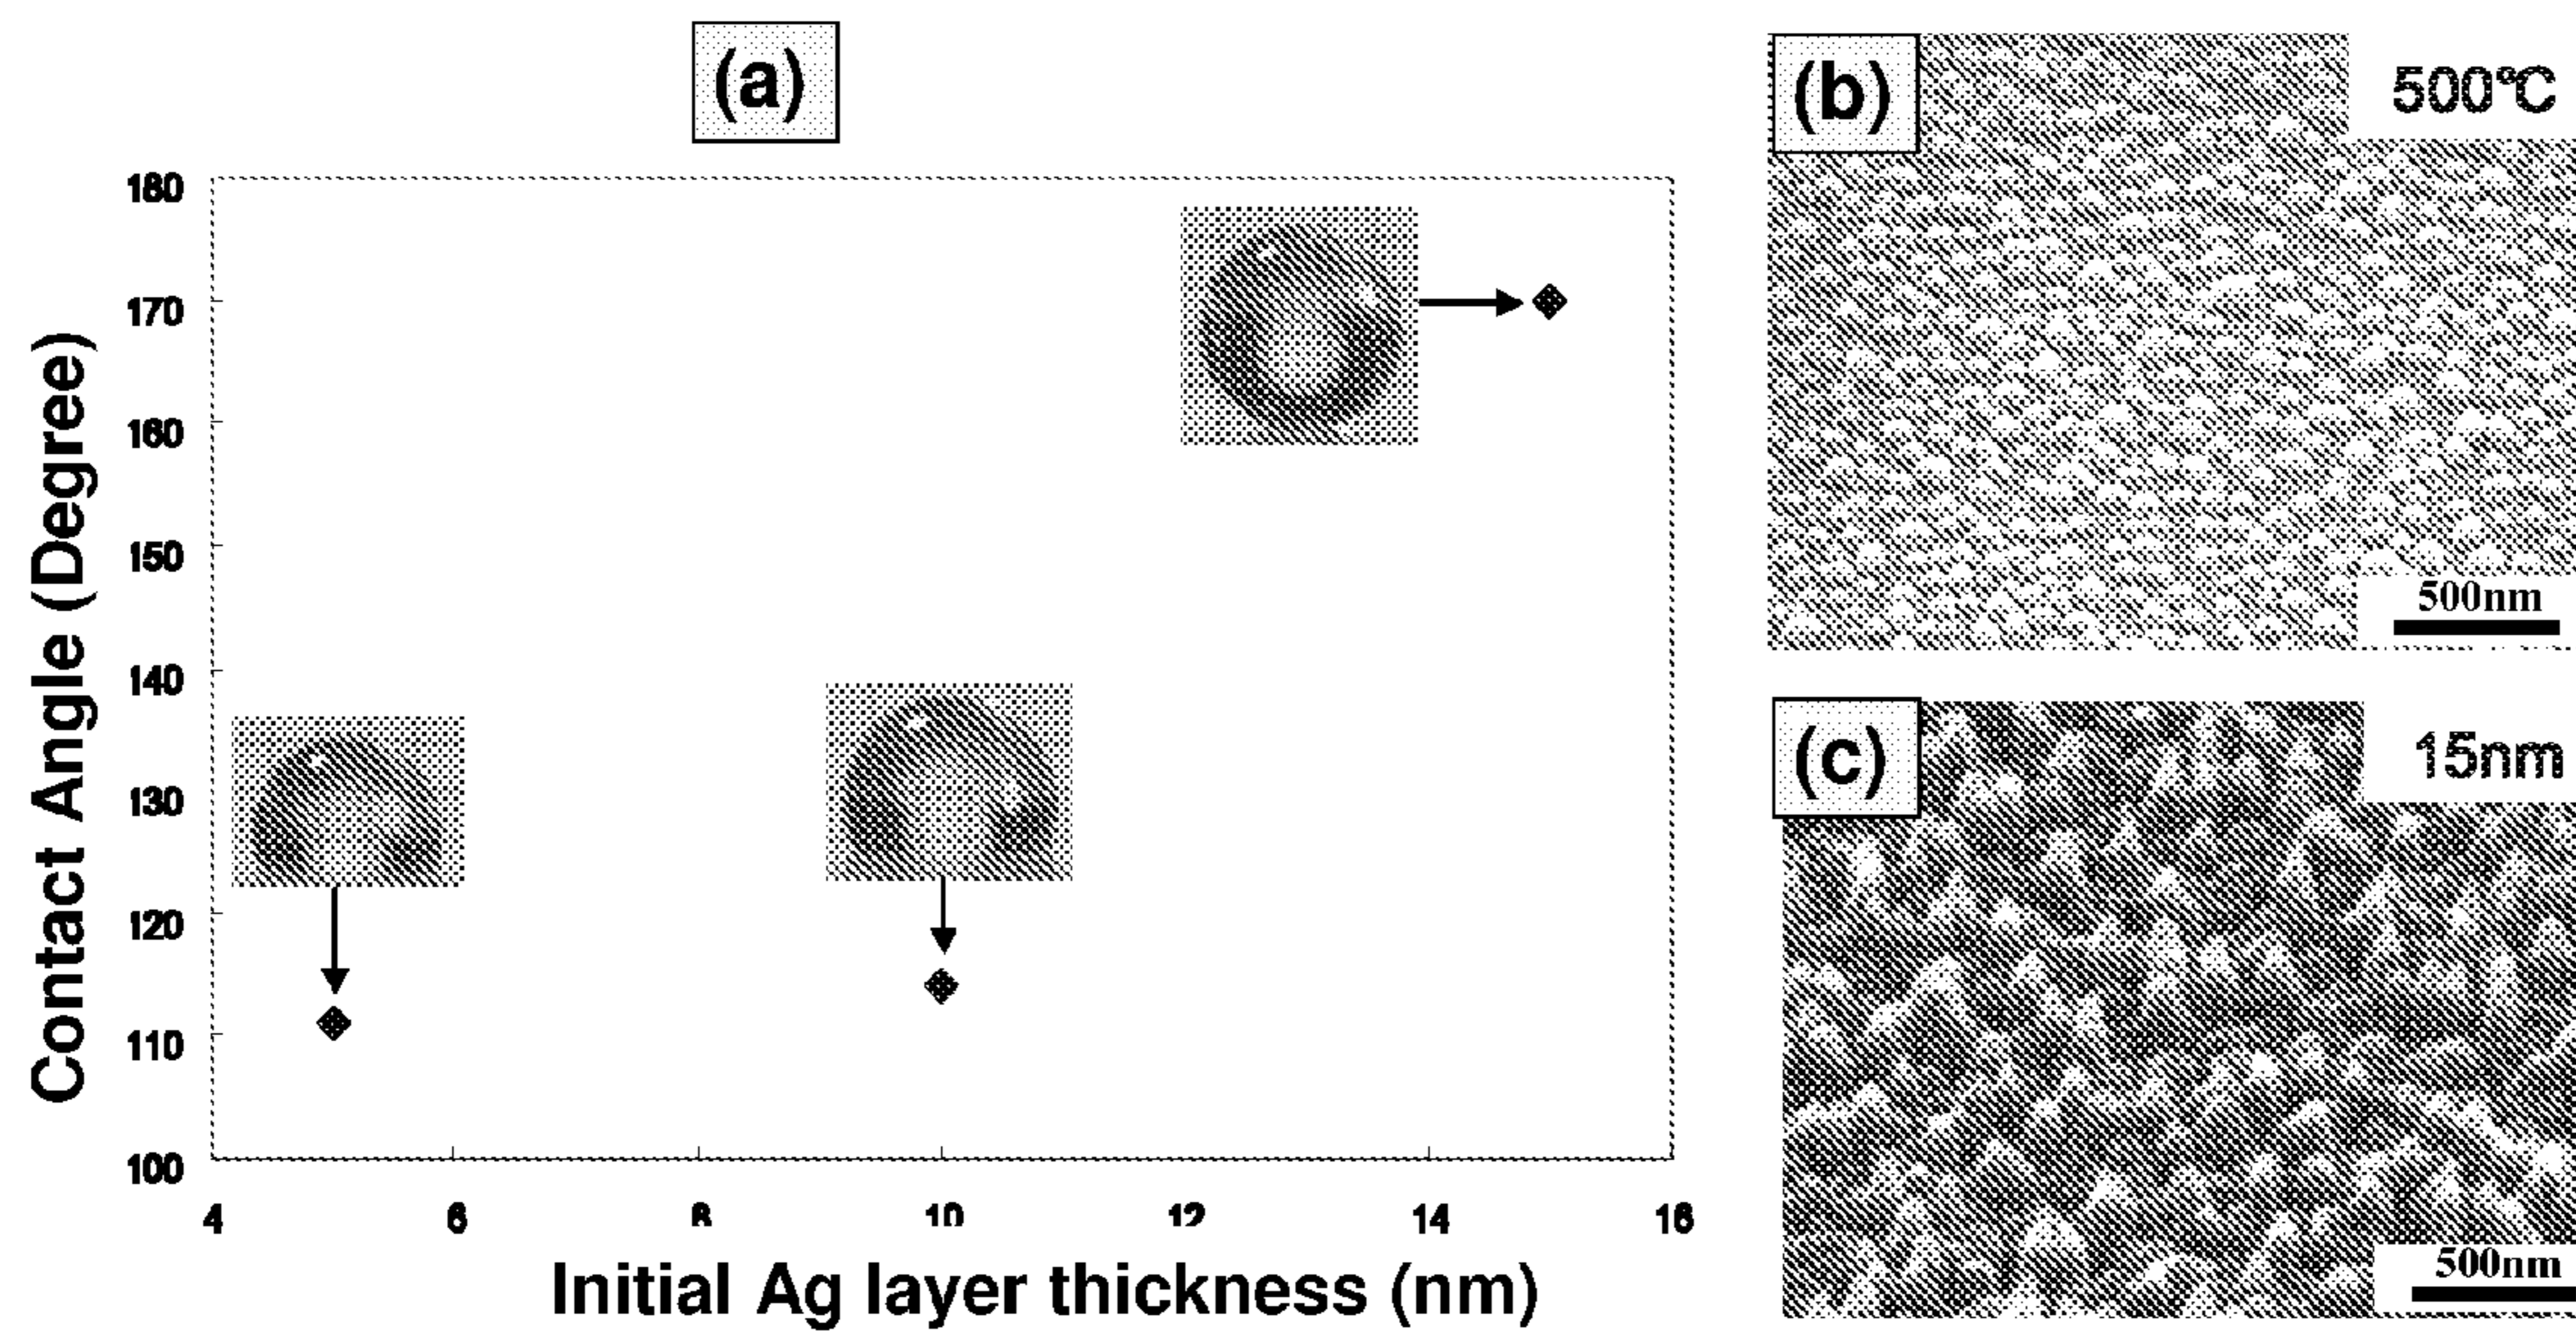 (a)
180
170
160
150
140
130
120
110
100
Contact Angle (Degree)
4 6 8 10 12 14 16
Initial Ag layer thickness (nm)
(b)
500℃
500nm
(c)
15nm
500nm